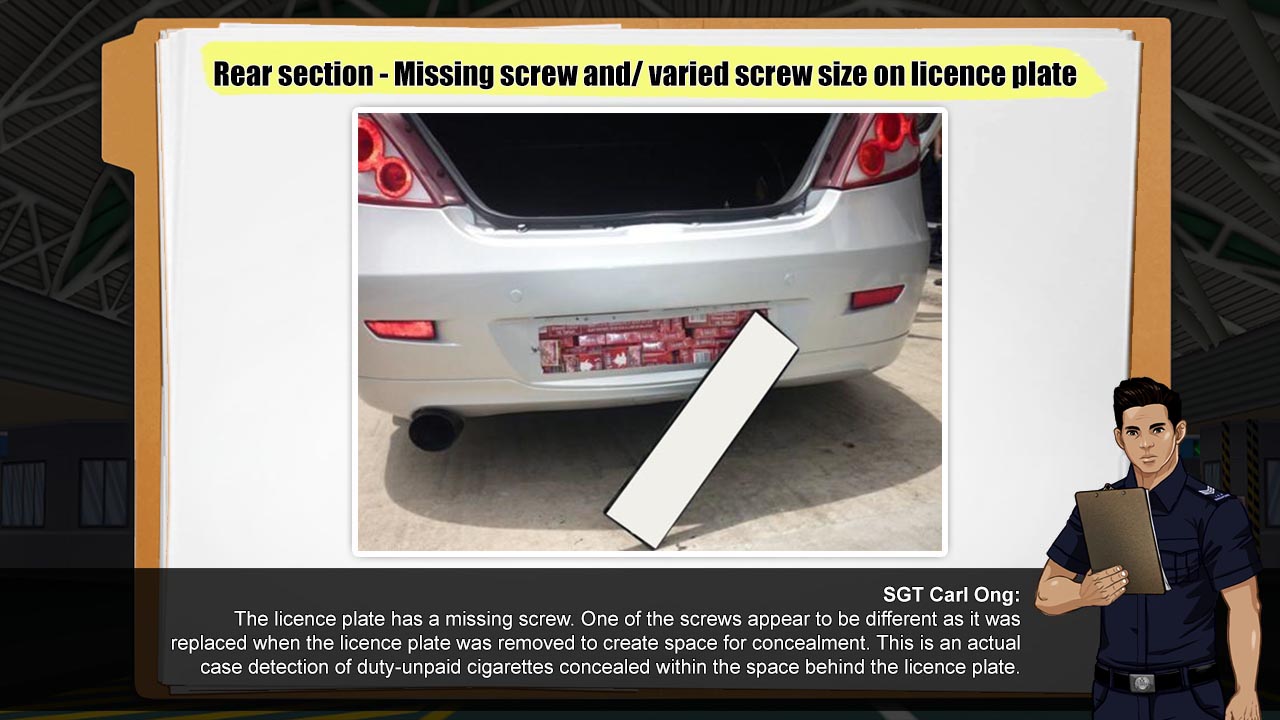 Rear section - Missing screw and/ varied screw size on licence plate
SGT Carl Ong:
The licence plate has a missing screw. One of the screws appear to be different as it was
replaced when the licence plate was removed to create space for concealment. This is an actual
case detection of duty-unpaid cigarettes concealed within the space behind the licence plate.